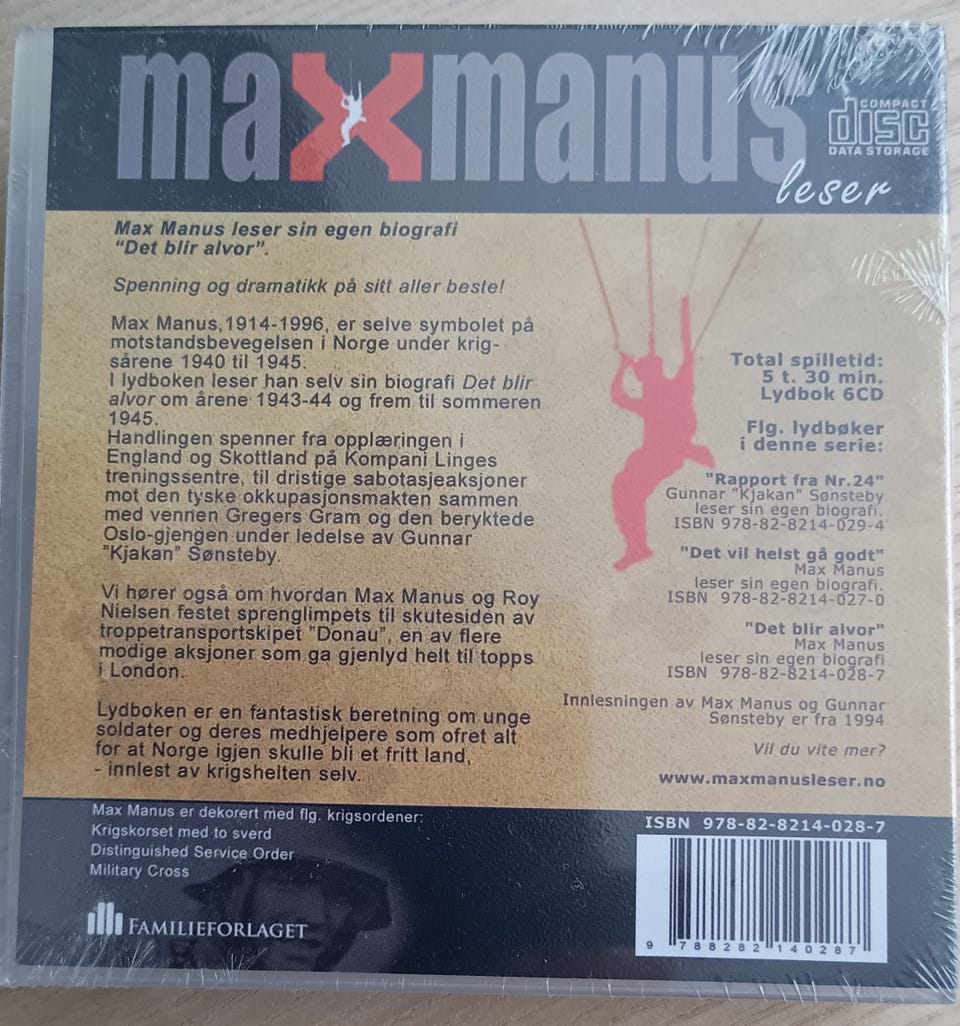 maxmanus
leser
COMPACT
disc
DATA STORAGE
Max Manus leser sin egen biografi
“Det blir alvor”.
Spenning og dramatikk på sitt aller beste!
Max Manus,1914-1996, er selve symbolet på
motstandsbevegelsen i Norge under krig-
sårene 1940 til 1945.
I lydboken leser han selv sin biografi Det blir
alvor om årene 1943-44 og frem til sommeren
1945.
Handlingen spenner fra opplæringen i
England og Skottland på Kompani Linges
treningssentre, til dristige sabotasjeaksjoner
mot den tyske okkupasjonsmakten sammen
med vennen Gregers Gram og den beryktede
Oslo-gjengen under ledelse av Gunnar
"Kjakan" Sønsteby.
Vi hører også om hvordan Max Manus og Roy
Nielsen festet sprenglimpets til skutesiden av
troppetransportskipet "Donau", en av flere
modige aksjoner som ga gjenlyd helt til topps
i London.
Lydboken er en fantastisk beretning om unge
soldater og deres medhjelpere som ofret alt
for at Norge igjen skulle bli et fritt land,
- innlest av krigshelten selv.
Total spilletid:
5 t. 30 min.
Lydbok 6CD
Flg. lydbøker
i denne serie:
"Rapport fra Nr.24"
Gunnar "Kjakan" Sønsteby
leser sin egen biografi.
ISBN 978-82-8214-029-4
"Det vil helst gå godt"
Max Manus
leser sin egen biografi.
ISBN 978-82-8214-027-0
"Det blir alvor"
Max Manus
leser sin egen biografi
ISBN 978-82-8214-028-7
Innlesningen av Max Manus og Gunnar
Sønsteby er fra 1994
Vil du vite mer?
www.maxmanusleser.no
Max Manus er dekorert med flg. krigsordener:
Krigskorset med to sverd
Distinguished Service Order
Military Cross
FAMILIEFORLAGET
ISBN 978-82-8214-028-7
9 788282 140287